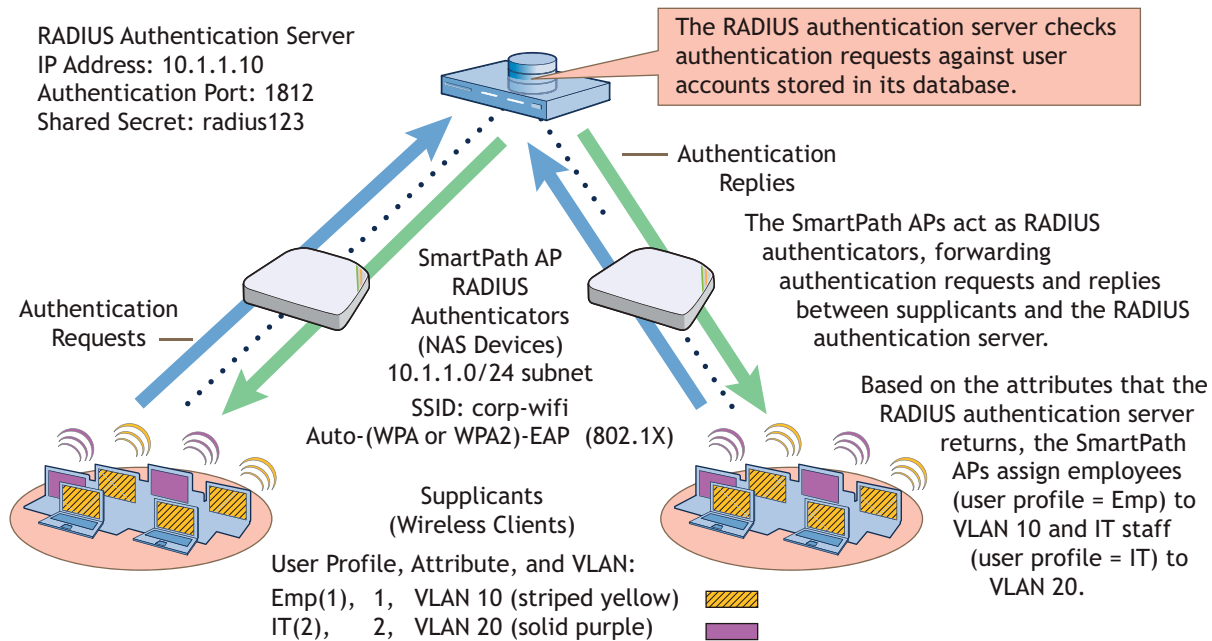 RADIUS Authentication Server
IP Address: 10.1.1.10
Authentication Port: 1812
Shared Secret: radius123
The RADIUS authentication server checks
authentication requests against user
accounts stored in its database.
Authentication
Replies
The SmartPath APs act as RADIUS
authenticators, forwarding
authentication requests and replies
between supplicants and the RADIUS
authentication server.
Authentication
Requests
SmartPath AP
RADIUS
Authenticators
(NAS Devices)
10.1.1.0/24 subnet
SSID: corp-wifi
Auto-(WPA or WPA2)-EAP (802.1X)
Based on the attributes that the
RADIUS authentication server
returns, the SmartPath
APs assign employees
(user profile = Emp) to
VLAN 10 and IT staff
(user profile = IT) to
VLAN 20.
Supplicants
(Wireless Clients)
User Profile, Attribute, and VLAN:
Emp(1), 1, VLAN 10 (striped yellow)
IT(2), 2, VLAN 20 (solid purple)